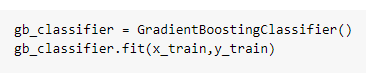 gb_classifier = GradientBoostingClassifier()
gb_classifier.fit(x_train,y_train)